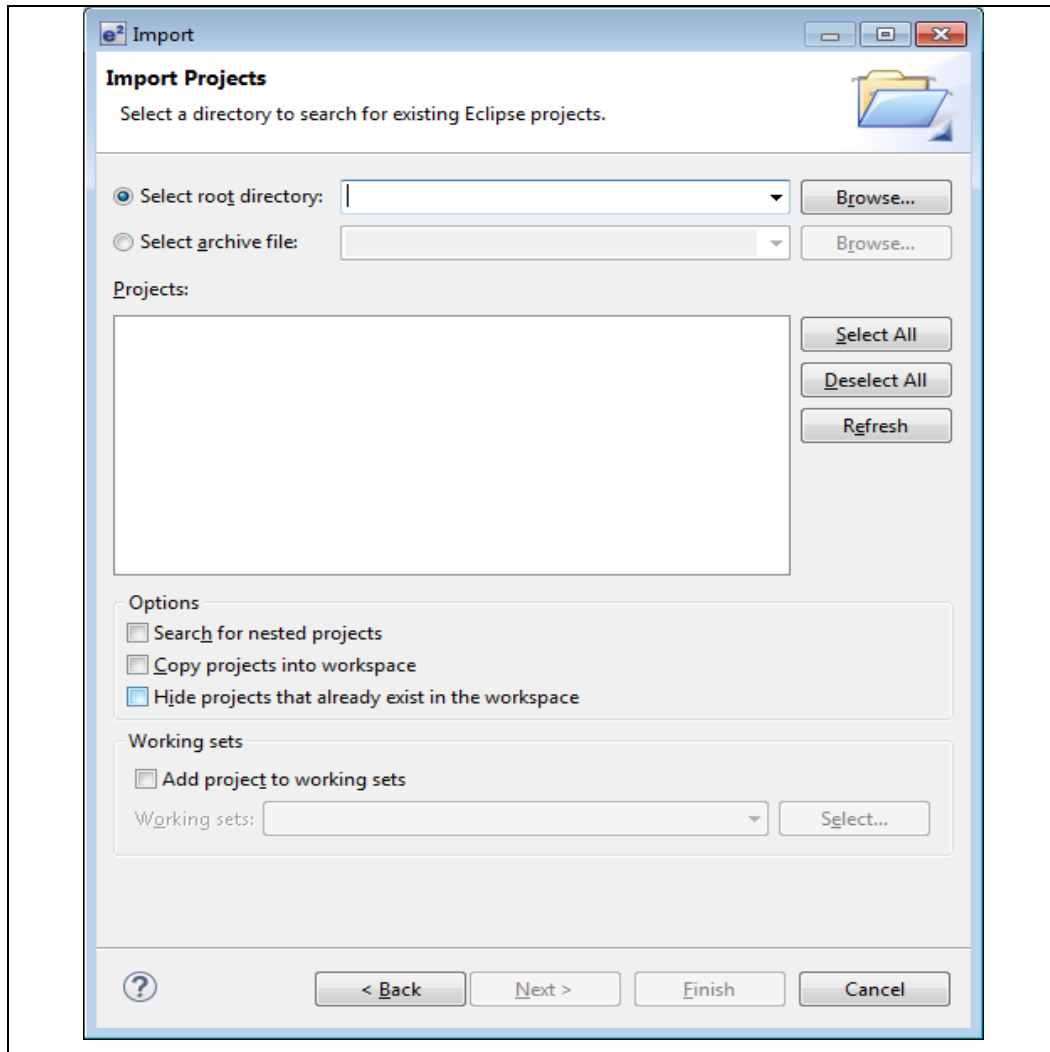 e² Import
Import Projects
Select a directory to search for existing Eclipse projects.
Select root directory: Browse...
Select archive file: Browse...
Projects:
Select All
Deselect All
Refresh
Options
Search for nested projects
Copy projects into workspace
Hide projects that already exist in the workspace
Working sets
Add project to working sets
Working sets: Select...
? < Back Next > Finish Cancel